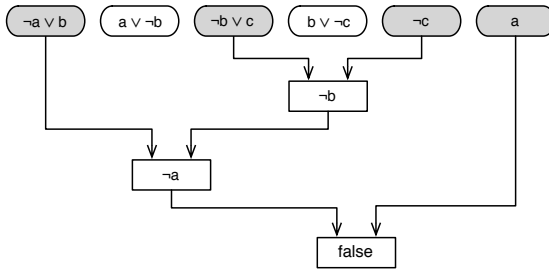 ¬a ∨ b a ∨ ¬b ¬b ∨ c b ∨ ¬c ¬c a
¬b
¬a
false